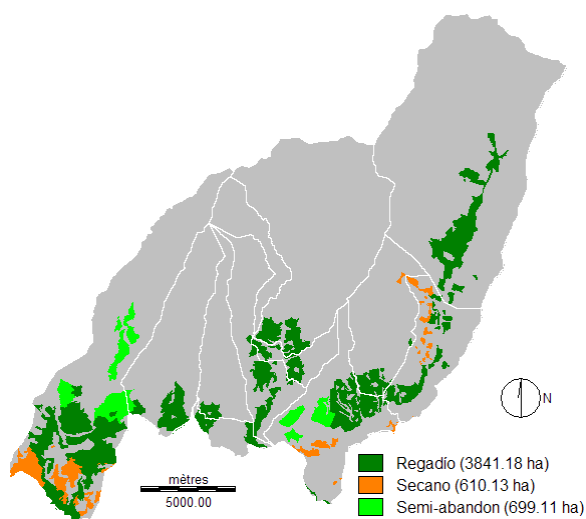 N
mètres
5000.00
Regadío (3841.18 ha)
Secano (610.13 ha)
Semi-abandon (699.11 ha)